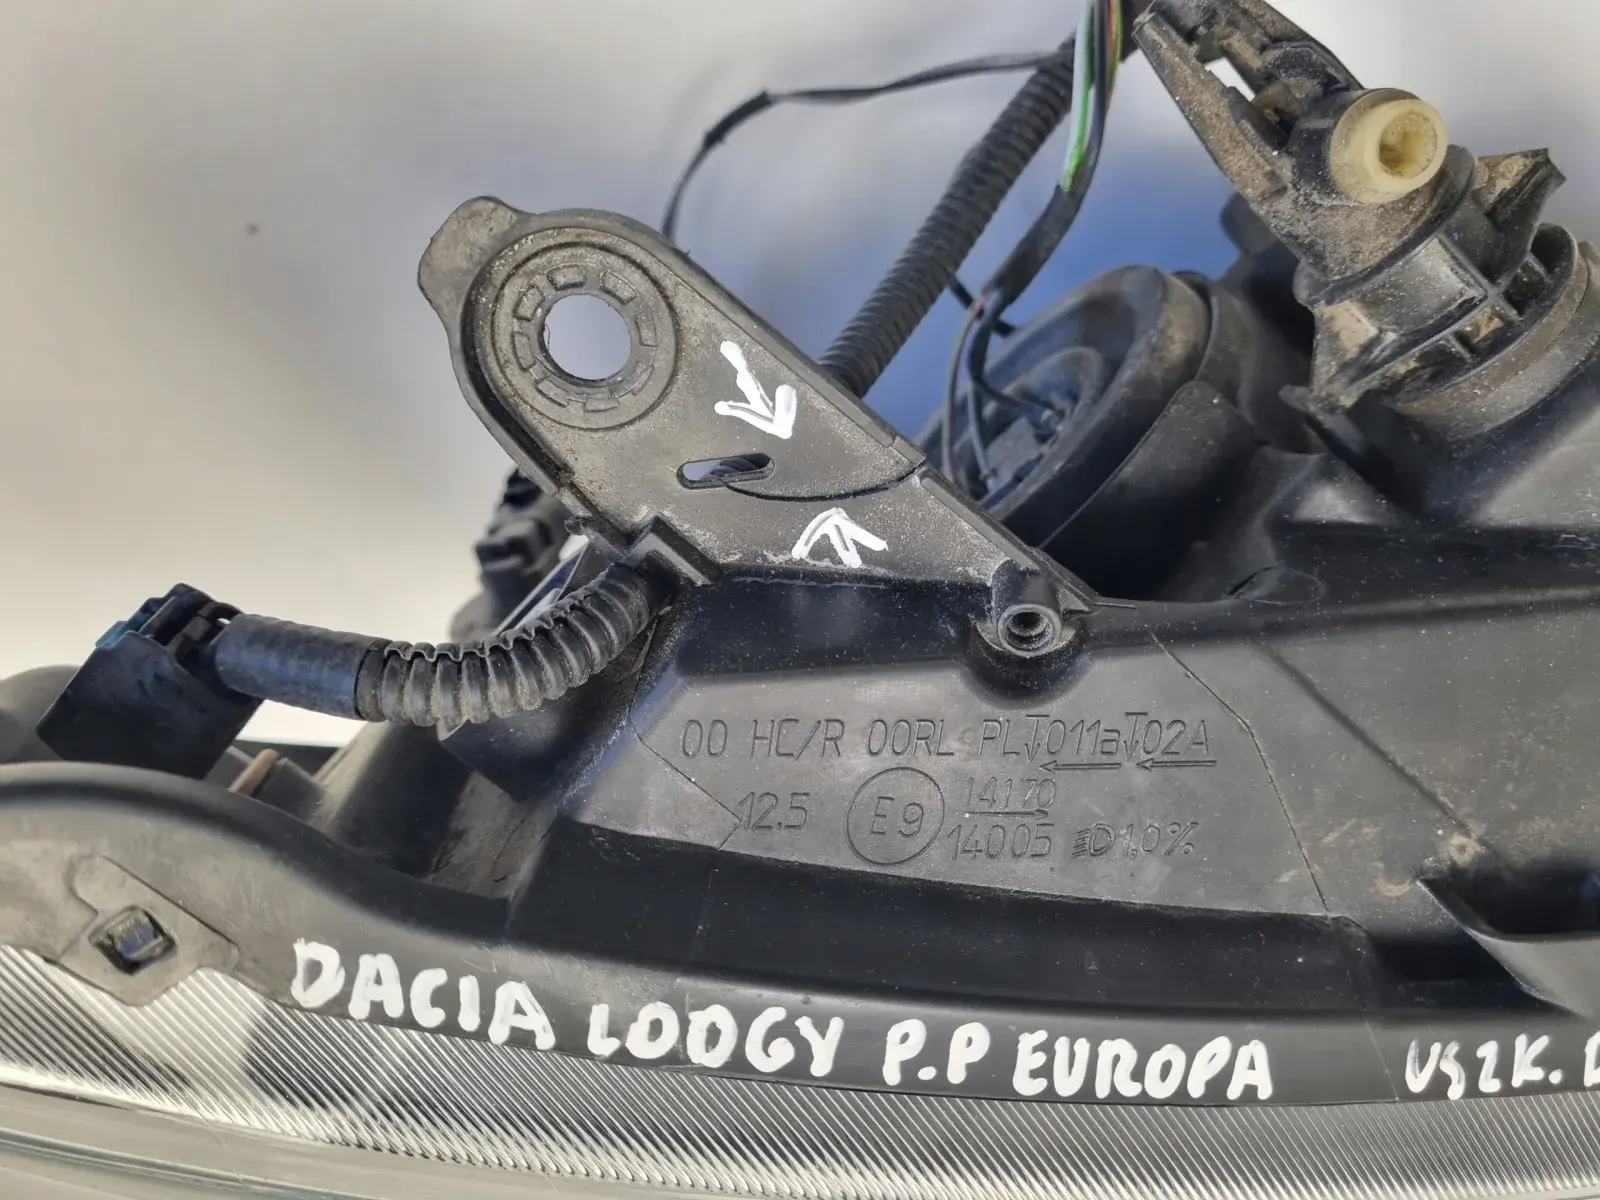 00 HC/R 00RL PL 011a 02A
14170
12.5 E9 14005 1,0%
DACIA LODGY P.P EUROPA USZK.